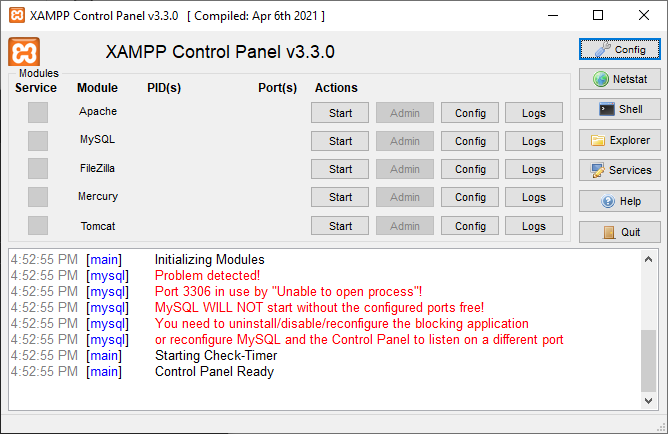 XAMPP Control Panel v3.3.0 [ Compiled: Apr 6th 2021 ]
XAMPP Control Panel v3.3.0
Config
Modules
Service Module PID(s) Port(s) Actions
Netstat
Apache Start Admin Config Logs
Shell
MySQL Start Admin Config Logs
Explorer
FileZilla Start Admin Config Logs
Services
Mercury Start Admin Config Logs
Help
Tomcat Start Admin Config Logs
Quit
4:52:55 PM [main] Initializing Modules
4:52:55 PM [mysql] Problem detected!
4:52:55 PM [mysql] Port 3306 in use by "Unable to open process"!
4:52:55 PM [mysql] MySQL WILL NOT start without the configured ports free!
4:52:55 PM [mysql] You need to uninstall/disable/reconfigure the blocking application
4:52:55 PM [mysql] or reconfigure MySQL and the Control Panel to listen on a different port
4:52:55 PM [main] Starting Check-Timer
4:52:55 PM [main] Control Panel Ready